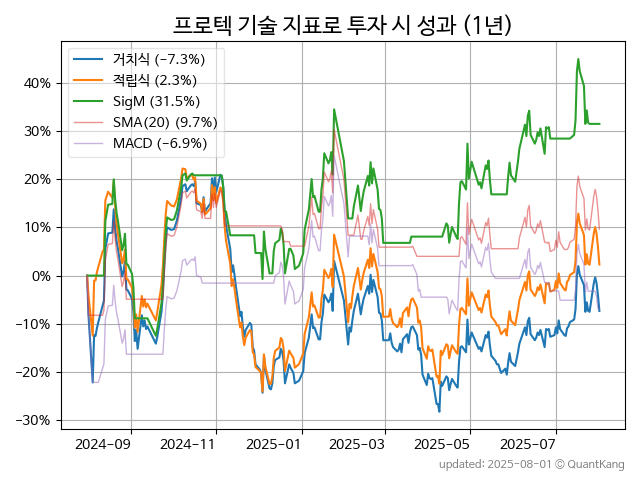 프로텍 기술 지표로 투자 시 성과 (1년)
거치식 (−7.3%)
적립식 (2.3%)
SigM (31.5%)
SMA(20) (9.7%)
MACD (−6.9%)
40%
30%
20%
10%
0%
−10%
−20%
−30%
2024-09 2024-11 2025-01 2025-03 2025-05 2025-07
updated: 2025-08-01 © QuantKang